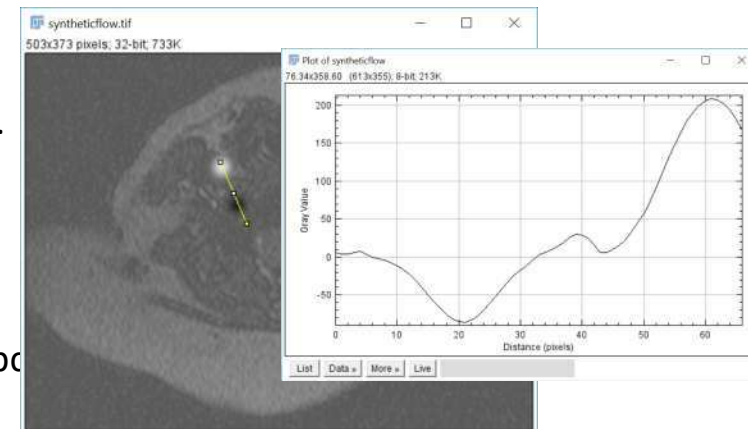 syntheticflow.tif
503x373 pixels; 32-bit; 733K
Plot of syntheticflow
76.34x358.60 (613x355); 8-bit; 213K
200
150
100
50
0
-50
Gray Value
0 10 20 30 40 50 60
Distance (pixels)
List Data » More » Live